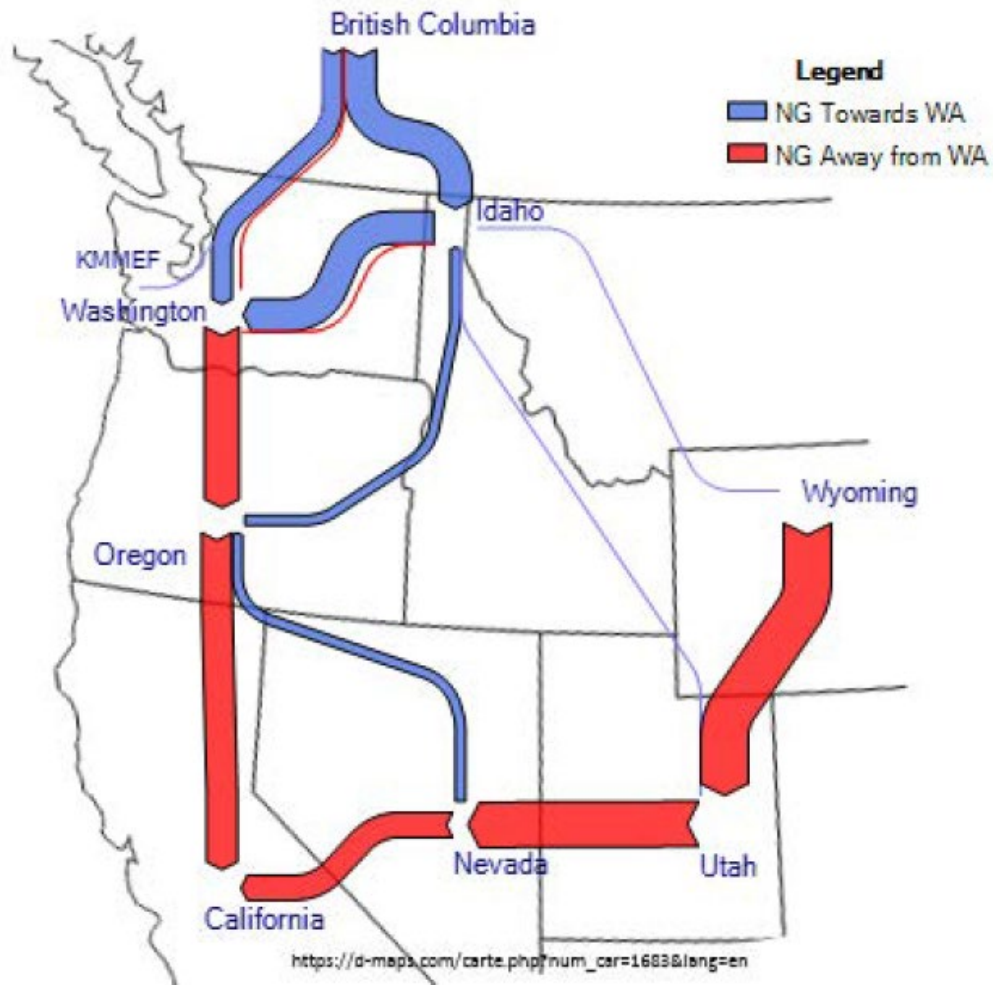 British Columbia
Legend
NG Towards WA
NG Away from WA
Idaho
KMMEF
Washington
Wyoming
Oregon
Nevada
Utah
California
https://d-maps.com/carte.php?num_car=1683&lang=en